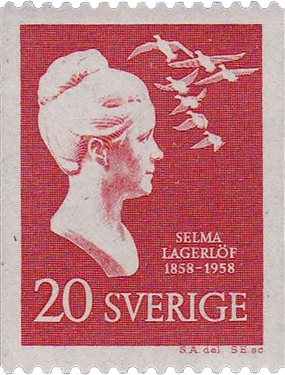 SELMA
LAGERLÖF
1858-1958
20 SVERIGE
S.A. del  S.E. sc